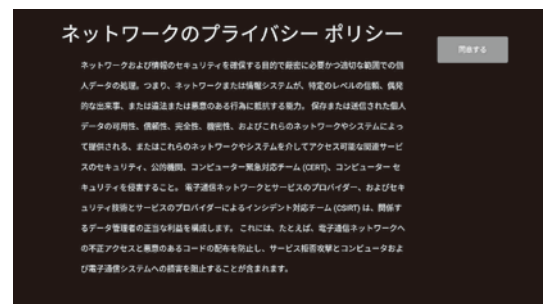 ネットワークのプライバシー ポリシー
同意する
ネットワークおよび情報のセキュリティを確保する目的で厳密に必要かつ適切な範囲での個
人データの処理。つまり、ネットワークまたは情報システムが、特定のレベルの信頼、偶発
的な出来事、または違法または悪意のある行為に抵抗する能力。 保存または送信された個人
データの可用性、信頼性、完全性、機密性、およびこれらのネットワークやシステムによっ
て提供される、またはこれらのネットワークやシステムを介してアクセス可能な関連サービ
スのセキュリティ、公的機関、コンピューター緊急対応チーム (CERT)、コンピューター セ
キュリティを侵害すること。 電子通信ネットワークとサービスのプロバイダー、およびセキ
ュリティ技術とサービスのプロバイダーによるインシデント対応チーム (CSIRT) は、関係す
るデータ管理者の正当な利益を構成します。 これには、たとえば、電子通信ネットワークへ
の不正アクセスと悪意のあるコードの配布を防止し、サービス拒否攻撃とコンピュータおよ
び電子通信システムへの損害を阻止することが含まれます。